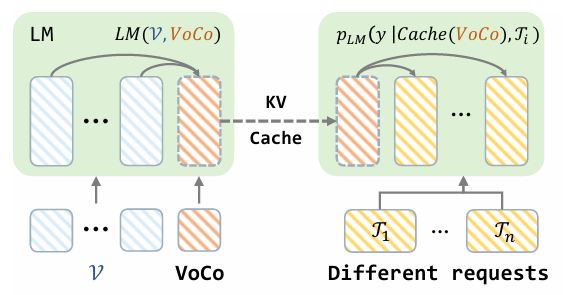 LM
LM(𝒱,VoCo)
...
KV
Cache
p_LM(y|Cache(VoCo),𝒯_i)
...
...
𝒱
VoCo
𝒯_1
...
𝒯_n
Different requests